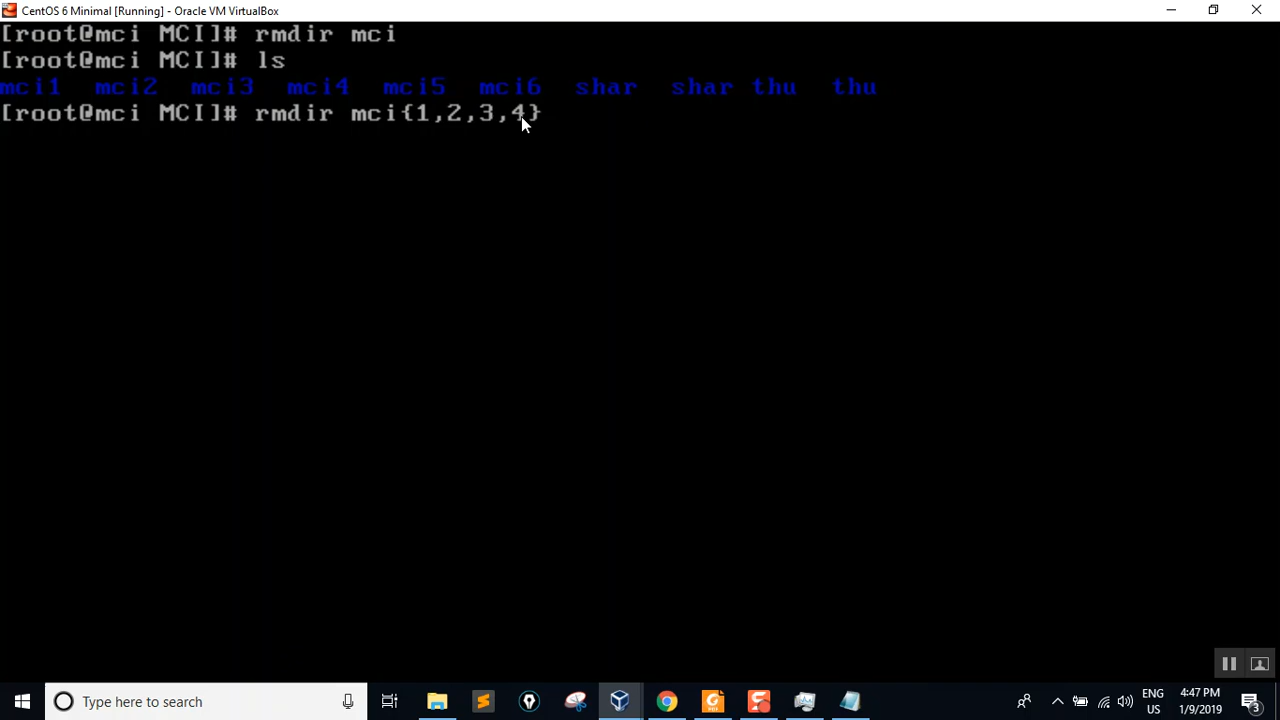 CentOS 6 Minimal [Running] - Oracle VM VirtualBox
[root@mci MCI]# rmdir mci
[root@mci MCI]# ls
mci1 mci2 mci3 mci4 mci5 mci6 shar shar thu thu
[root@mci MCI]# rmdir mci{1,2,3,4}
Type here to search
ENG
US
4:47 PM
1/9/2019
3